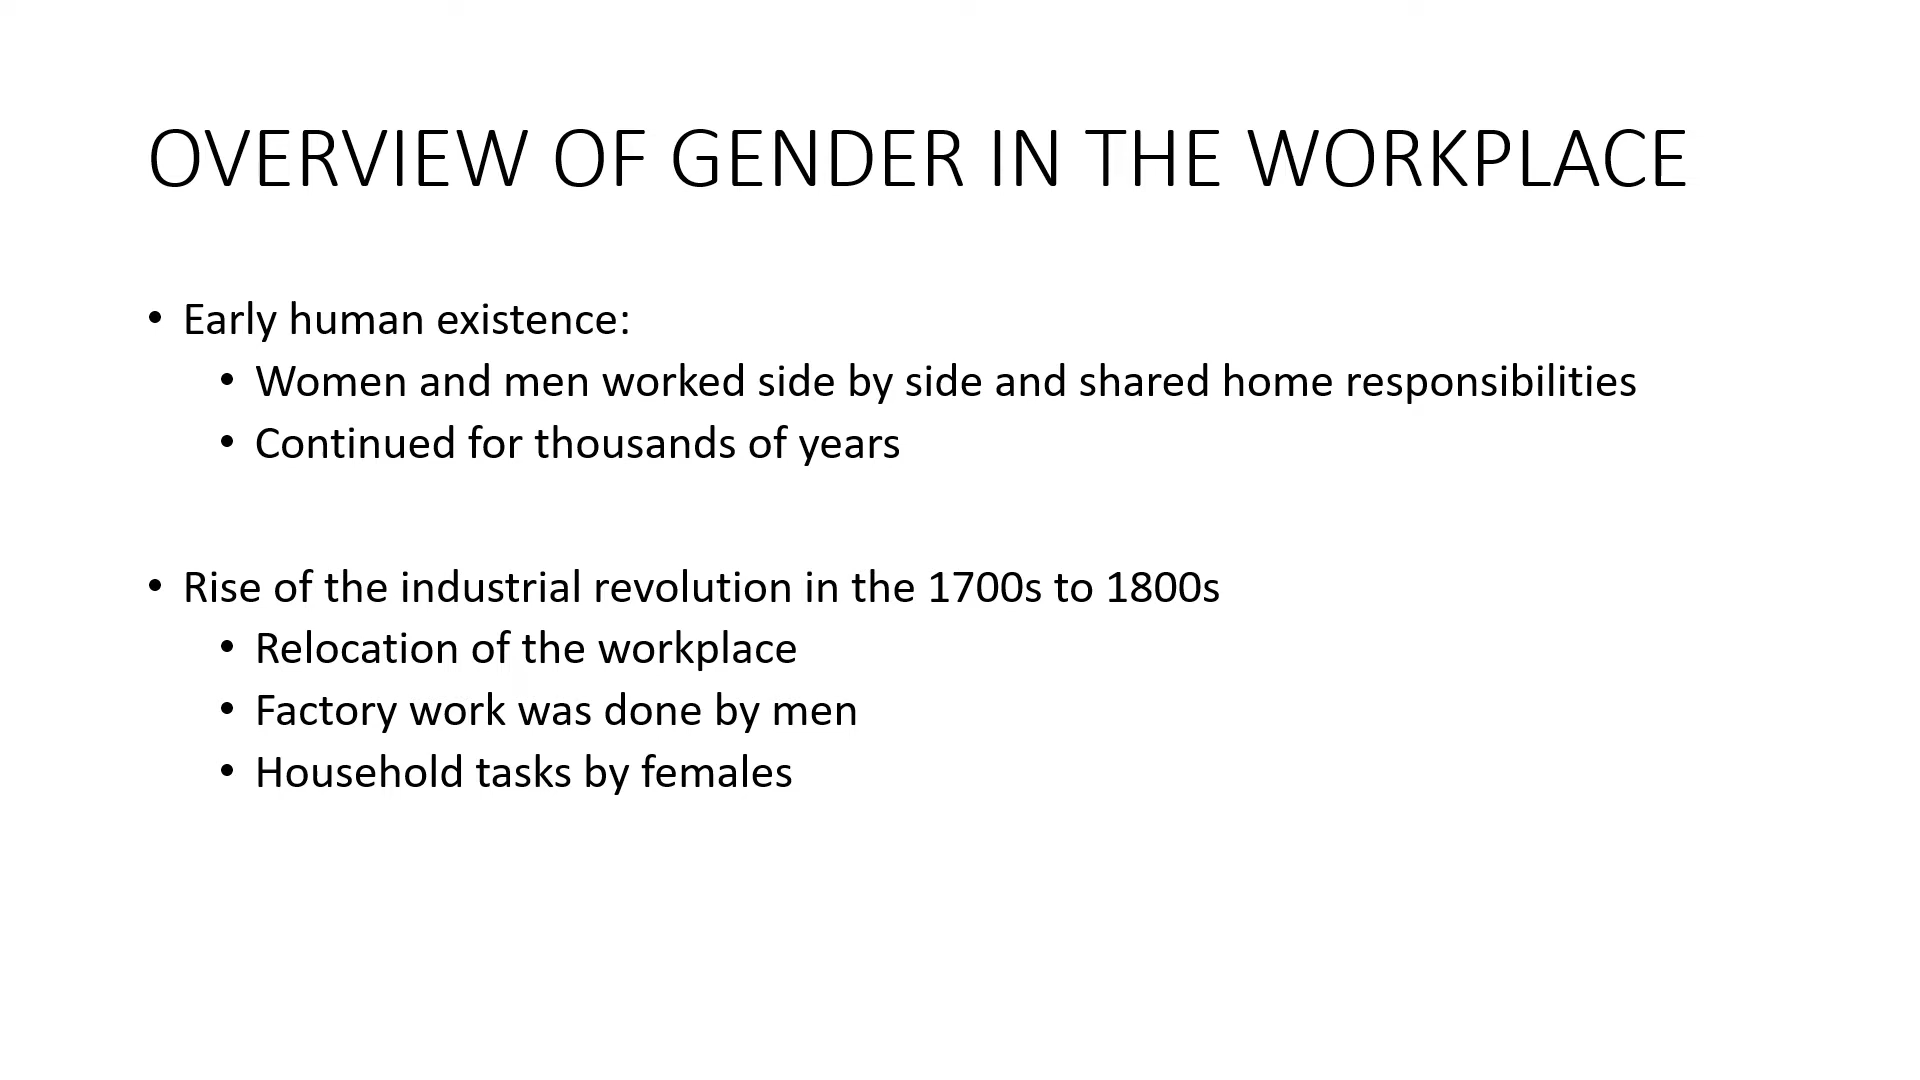 OVERVIEW OF GENDER IN THE WORKPLACE
• Early human existence:
• Women and men worked side by side and shared home responsibilities
• Continued for thousands of years
• Rise of the industrial revolution in the 1700s to 1800s
• Relocation of the workplace
• Factory work was done by men
• Household tasks by females